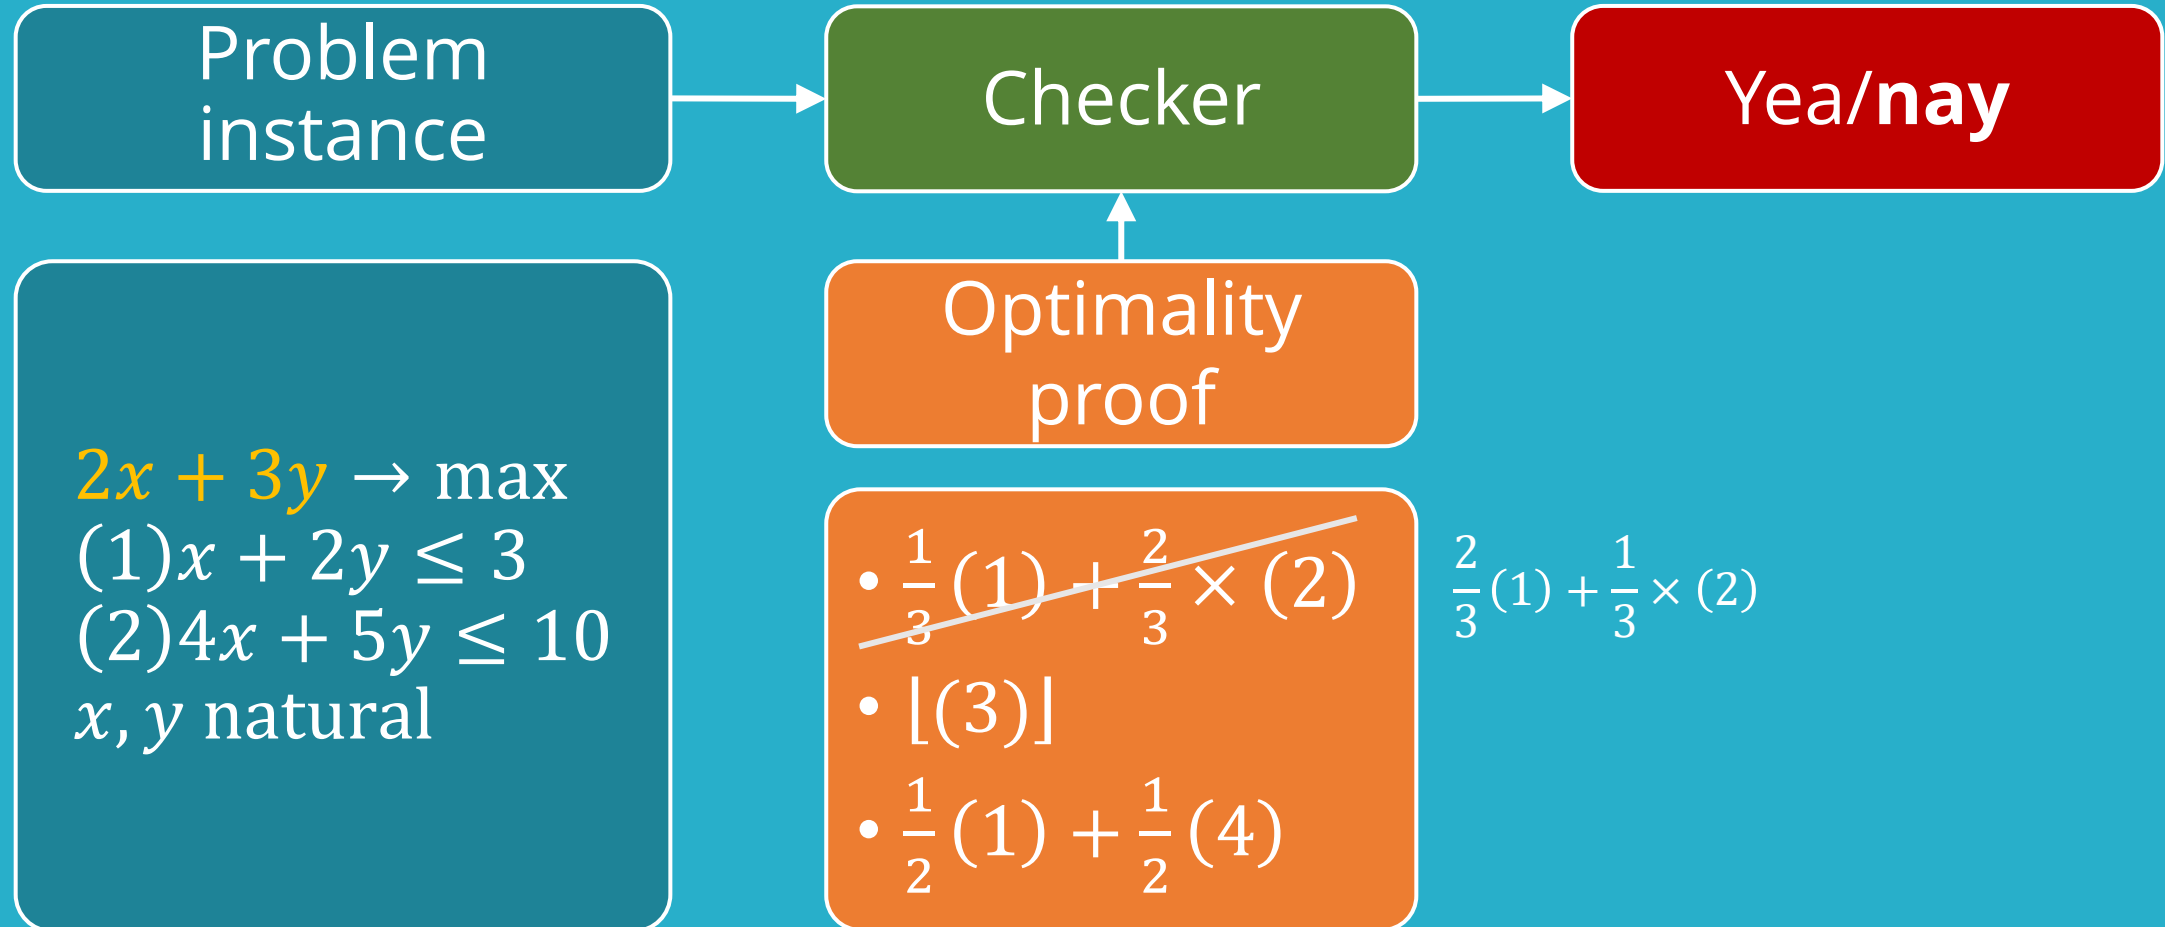 Problem
instance
Checker
Yea/nay
Optimality
proof
2x + 3y → max
(1)x + 2y ≤ 3
(2)4x + 5y ≤ 10
x, y natural
• 1/3 (1) + 2/3 × (2)
• ⌊(3)⌋
• 1/2 (1) + 1/2 (4)
2/3 (1) + 1/3 × (2)